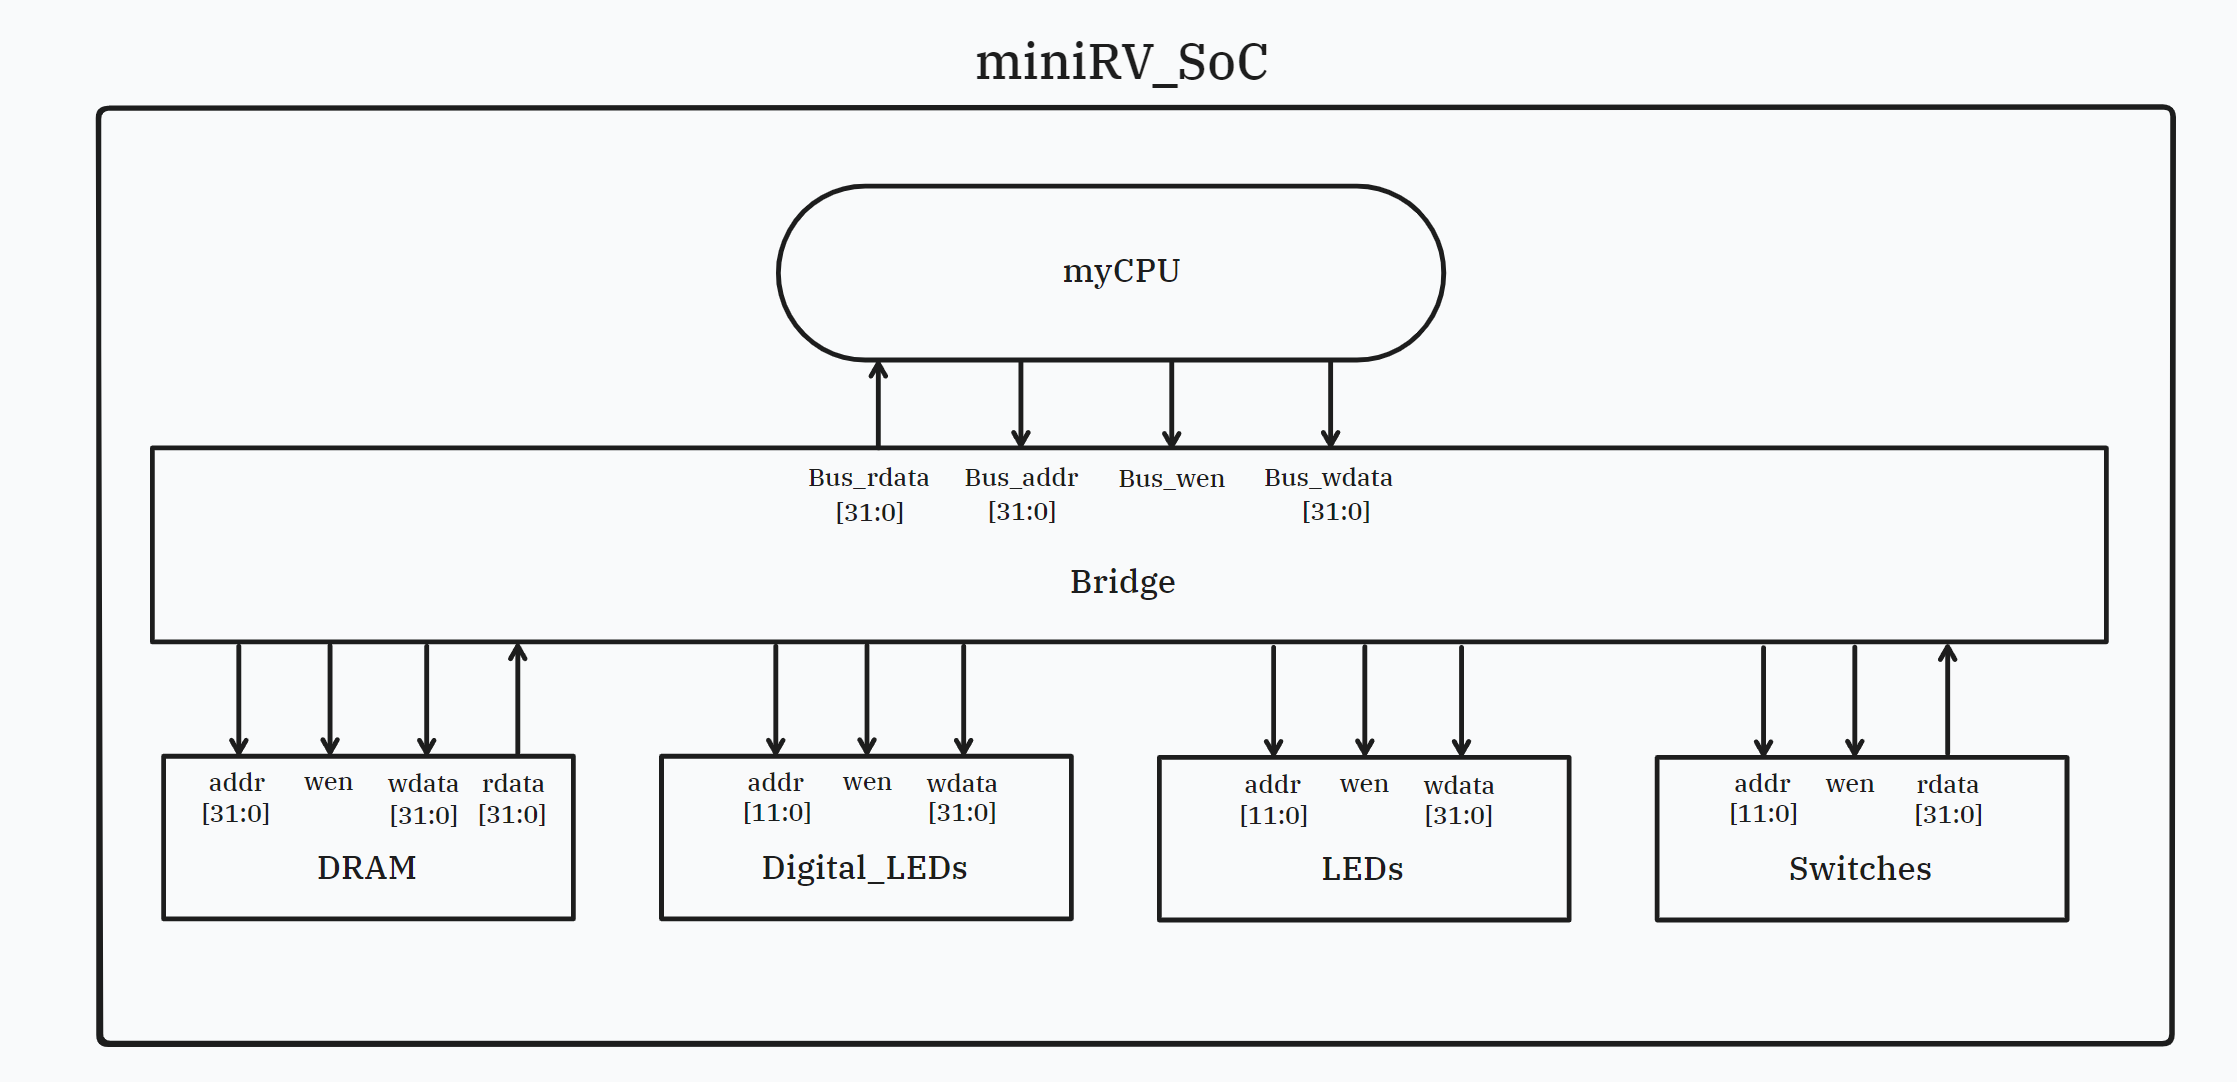 miniRV_SoC
myCPU
Bus_rdata Bus_addr Bus_wen Bus_wdata
[31:0] [31:0] [31:0]
Bridge
addr wen wdata rdata
[31:0] [31:0] [31:0]
DRAM
addr wen wdata
[11:0] [31:0]
Digital_LEDs
addr wen wdata
[11:0] [31:0]
LEDs
addr wen rdata
[11:0] [31:0]
Switches